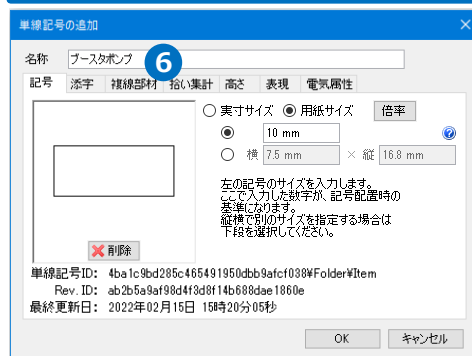 単線記号の追加
名称 ブースタポンプ
6
記号 添字 複線部材 拾い集計 高さ 表現 電気属性
実寸サイズ 用紙サイズ 倍率
10 mm
横 7.5 mm × 縦 16.8 mm
左の記号のサイズを入力します。
ここで入力した数字が、記号配置時の
基準になります。
縦横で別のサイズを指定する場合は
下段を選択してください。
削除
単線記号ID: 4ba1c9bd285c465491950dbb9afcf038¥Folder¥Item
Rev.ID: ab2b5a9af98d4f3d8f14b688dae1860e
最終更新日: 2022年02月15日 15時20分05秒
OK キャンセル